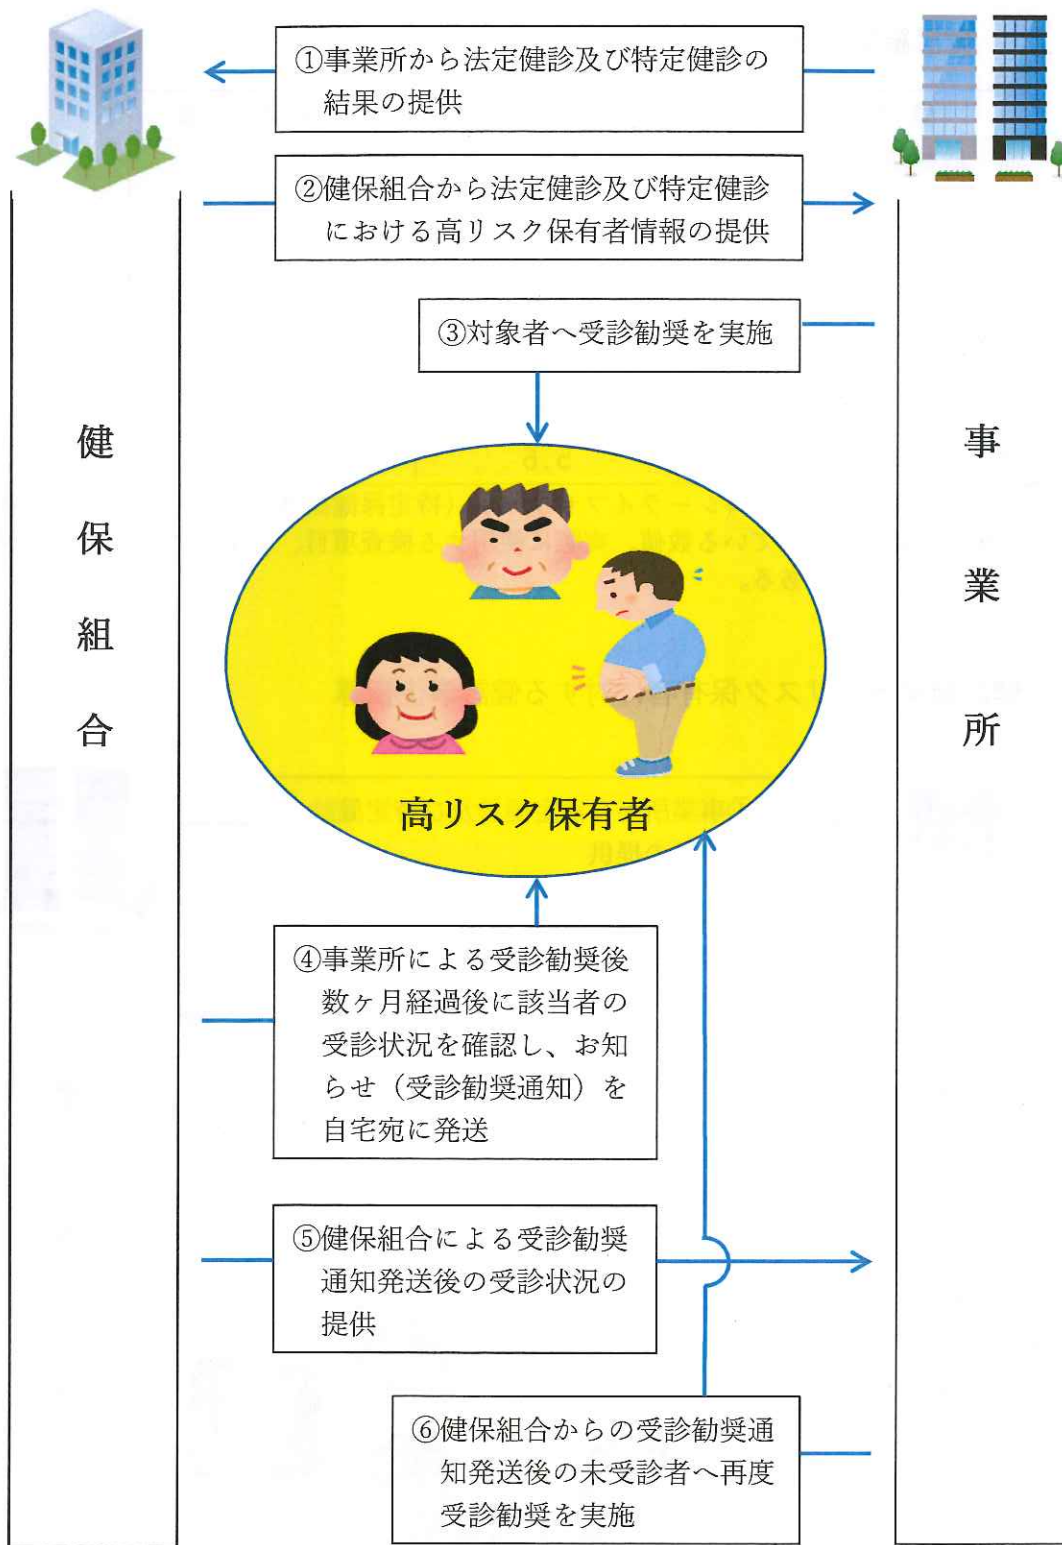 ①事業所から法定健診及び特定健診の
結果の提供
②健保組合から法定健診及び特定健診
における高リスク保有者情報の提供
③対象者へ受診勧奨を実施
健保組合
事業所
高リスク保有者
④事業所による受診勧奨後
数ヶ月経過後に該当者の
受診状況を確認し、お知
らせ（受診勧奨通知）を
自宅宛に発送
⑤健保組合による受診勧奨
通知発送後の受診状況の
提供
⑥健保組合からの受診勧奨通
知発送後の未受診者へ再度
受診勧奨を実施